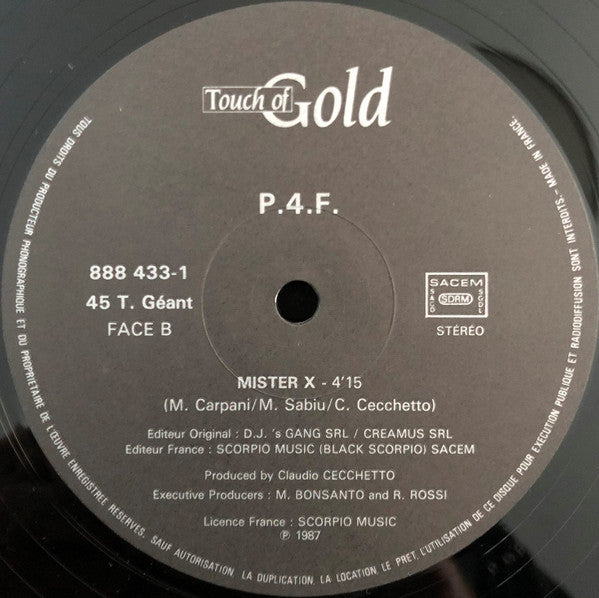 Touch of Gold
P.4.F.
888 433-1
45 T. Géant
FACE B
SACEM
SACD SDRM SGDL
STÉRÉO
MISTER X - 4'15
(M. Carpani/M. Sabiu/C. Cecchetto)
Editeur Original : D.J. 's GANG SRL / CREAMUS SRL
Editeur France : SCORPIO MUSIC (BLACK SCORPIO) SACEM
Produced by Claudio CECCHETTO
Executive Producers : M. BONSANTO and R. ROSSI
Licence France : SCORPIO MUSIC
℗ 1987
TOUS DROITS DU PRODUCTEUR PHONOGRAPHIQUE ET DU PROPRIETAIRE DE L'ŒUVRE ENREGISTREE RESERVES. SAUF AUTORISATION. LA DUPLICATION, LA LOCATION, LE PRET, L'UTILISATION DE CE DISQUE POUR EXECUTION PUBLIQUE ET RADIODIFFUSION SONT INTERDITS. - MADE IN FRANCE.